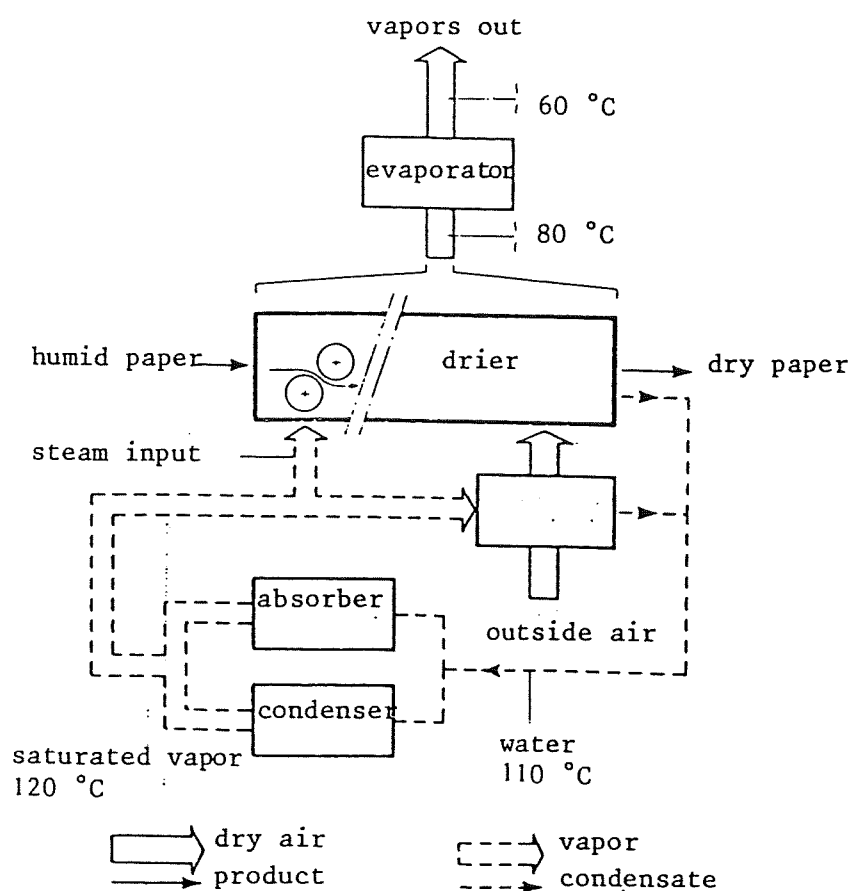 vapors out
60 °C
evaporator
80 °C
humid paper
drier
dry paper
steam input
absorber
outside air
condenser
saturated vapor
120 °C
water
110 °C
dry air
vapor
product
condensate